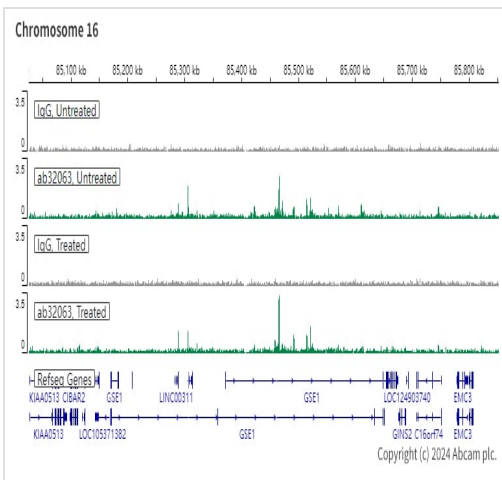 Chromosome 16
85,100 kb 85,200 kb 85,300 kb 85,400 kb 85,500 kb 85,600 kb 85,700 kb 85,800 kb
3.5
IgG, Untreated
0
3.5
ab32063, Untreated
0
3.5
IgG, Treated
0
3.5
ab32063, Treated
0
Refseq Genes
KIAA0513 CIBAR2 GSE1 LINC00311 GSE1 LOC124903740 EMC3
KIAA0513 LOC105371382 GSE1 GINS2 C16orf74 EMC3
Copyright (c) 2024 Abcam plc.